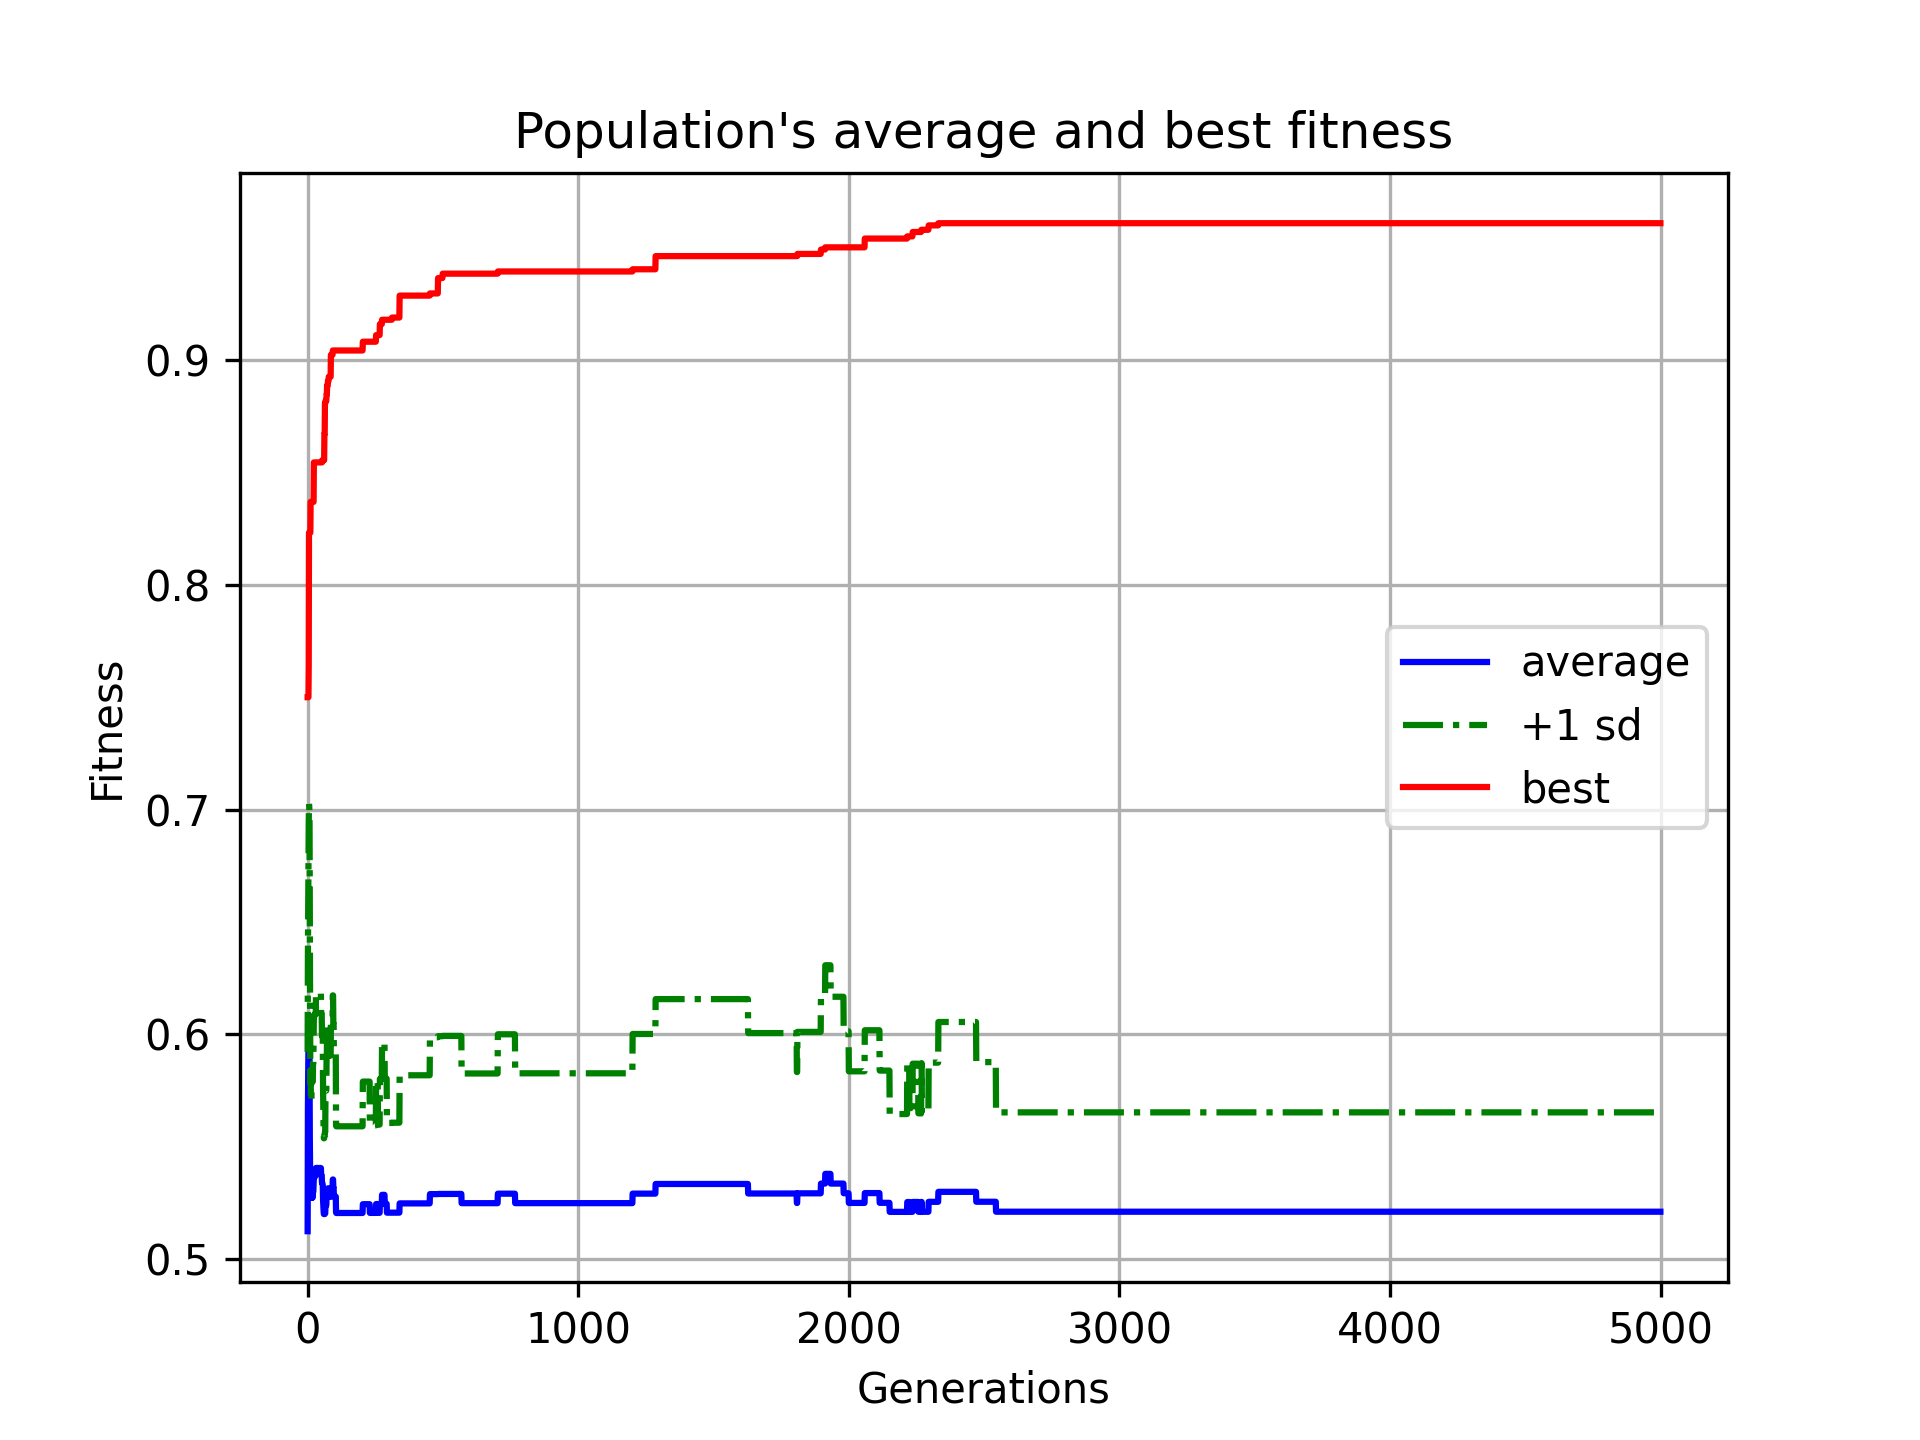 Population's average and best fitness
Fitness
0.9
0.8
0.7
0.6
0.5
average
+1 sd
best
0 1000 2000 3000 4000 5000
Generations